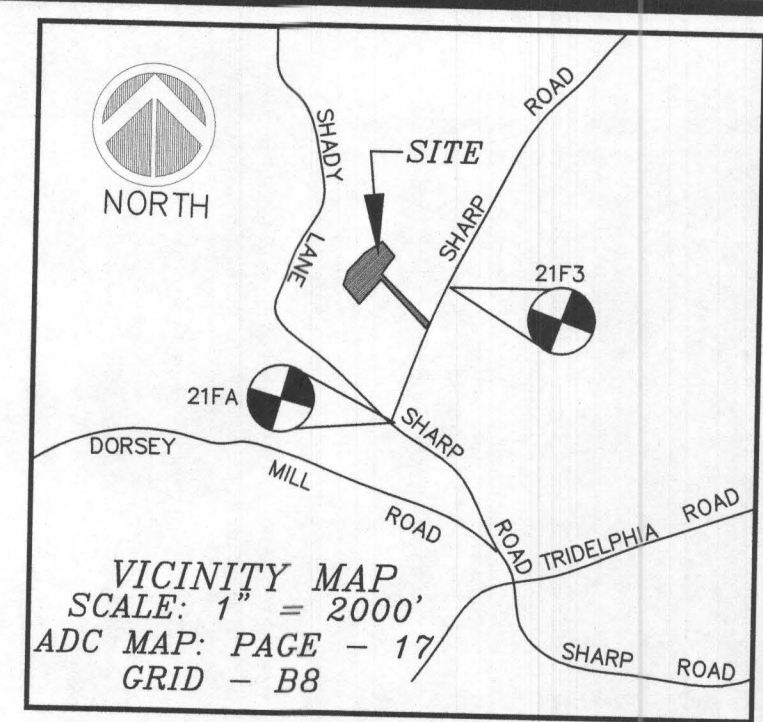 NORTH
SHADY
LANE
SITE
SHARP
ROAD
21F3
21FA
SHARP
ROAD
DORSEY
MILL
ROAD
TRIDELPHIA ROAD
SHARP ROAD
VICINITY MAP
SCALE: 1" = 2000'
ADC MAP: PAGE - 17
GRID - B8